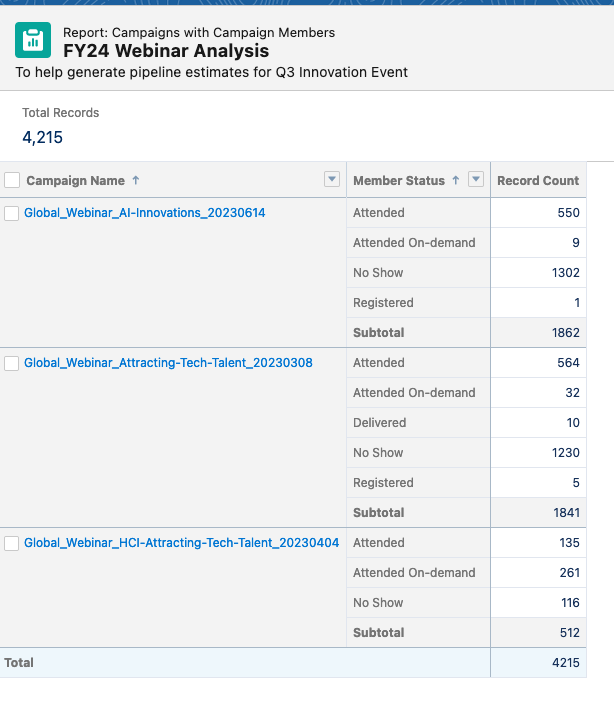 Report: Campaigns with Campaign Members
FY24 Webinar Analysis
To help generate pipeline estimates for Q3 Innovation Event
Total Records
4,215
Campaign Name ↑ Member Status ↑ Record Count
Global_Webinar_AI-Innovations_20230614 Attended 550
Attended On-demand 9
No Show 1302
Registered 1
Subtotal 1862
Global_Webinar_Attracting-Tech-Talent_20230308 Attended 564
Attended On-demand 32
Delivered 10
No Show 1230
Registered 5
Subtotal 1841
Global_Webinar_HCI-Attracting-Tech-Talent_20230404 Attended 135
Attended On-demand 261
No Show 116
Subtotal 512
Total 4215